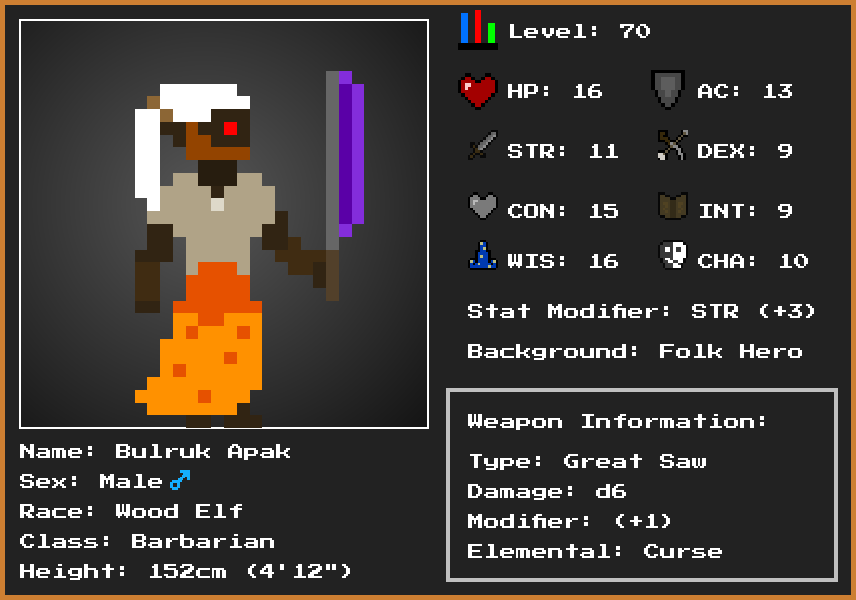 Level: 70
HP: 16
AC: 13
STR: 11
DEX: 9
CON: 15
INT: 9
WIS: 16
CHA: 10
Stat Modifier: STR (+3)
Background: Folk Hero
Weapon Information:
Type: Great Saw
Damage: d6
Modifier: (+1)
Elemental: Curse
Name: Bulruk Apak
Sex: Male♂
Race: Wood Elf
Class: Barbarian
Height: 152cm (4'12")